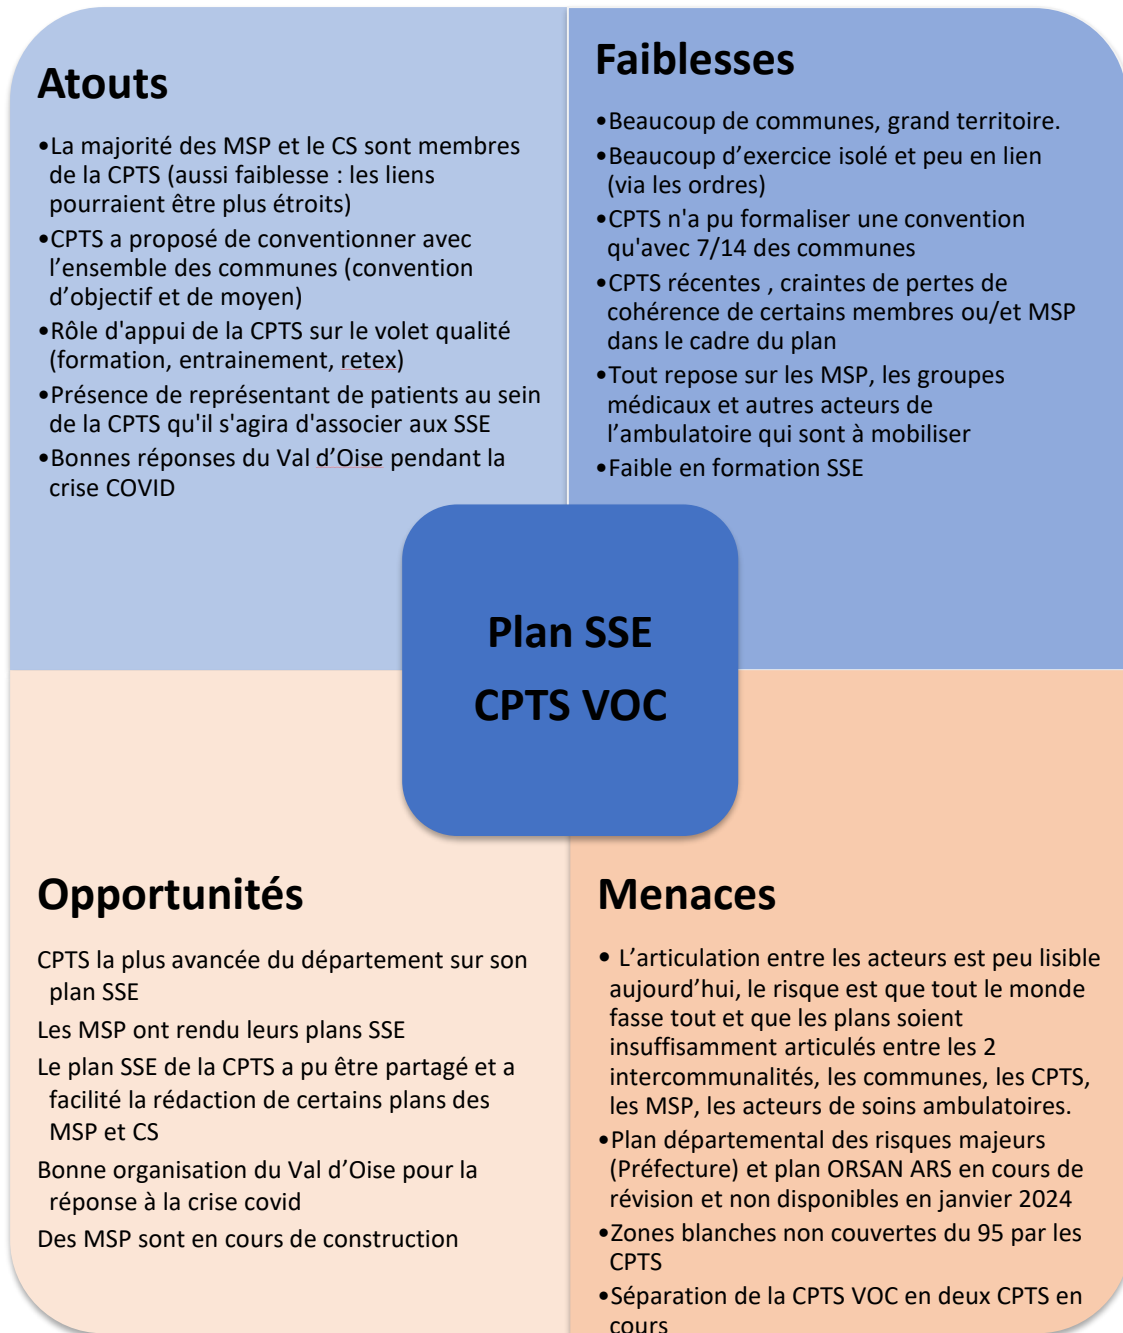 Atouts
•La majorité des MSP et le CS sont membres
de la CPTS (aussi faiblesse : les liens
pourraient être plus étroits)
•CPTS a proposé de conventionner avec
l’ensemble des communes (convention
d’objectif et de moyen)
•Rôle d'appui de la CPTS sur le volet qualité
(formation, entrainement, retex)
•Présence de représentant de patients au sein
de la CPTS qu'il s'agira d'associer aux SSE
•Bonnes réponses du Val d’Oise pendant la
crise COVID
Faiblesses
•Beaucoup de communes, grand territoire.
•Beaucoup d’exercice isolé et peu en lien
(via les ordres)
•CPTS n'a pu formaliser une convention
qu'avec 7/14 des communes
•CPTS récentes , craintes de pertes de
cohérence de certains membres ou/et MSP
dans le cadre du plan
•Tout repose sur les MSP, les groupes
médicaux et autres acteurs de
l’ambulatoire qui sont à mobiliser
•Faible en formation SSE
Plan SSE
CPTS VOC
Opportunités
CPTS la plus avancée du département sur son
plan SSE
Les MSP ont rendu leurs plans SSE
Le plan SSE de la CPTS a pu être partagé et a
facilité la rédaction de certains plans des
MSP et CS
Bonne organisation du Val d’Oise pour la
réponse à la crise covid
Des MSP sont en cours de construction
Menaces
• L’articulation entre les acteurs est peu lisible
aujourd’hui, le risque est que tout le monde
fasse tout et que les plans soient
insuffisamment articulés entre les 2
intercommunalités, les communes, les CPTS,
les MSP, les acteurs de soins ambulatoires.
•Plan départemental des risques majeurs
(Préfecture) et plan ORSAN ARS en cours de
révision et non disponibles en janvier 2024
•Zones blanches non couvertes du 95 par les
CPTS
•Séparation de la CPTS VOC en deux CPTS en
cours